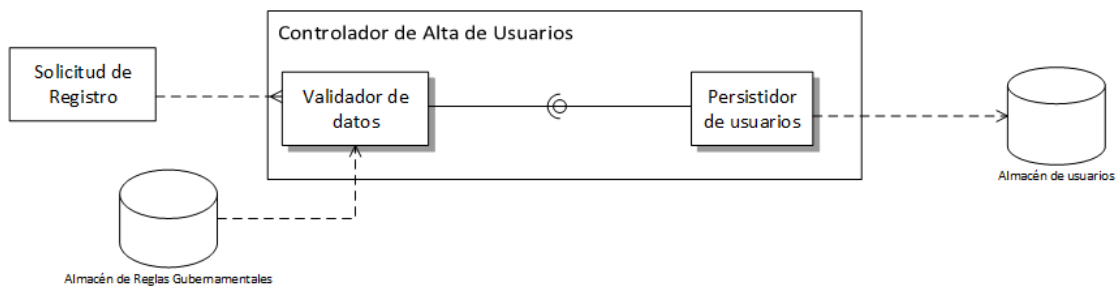 Controlador de Alta de Usuarios
Solicitud de
Registro
Validador de
datos
Persistidor
de usuarios
Almacén de usuarios
Almacén de Reglas Gubernamentales